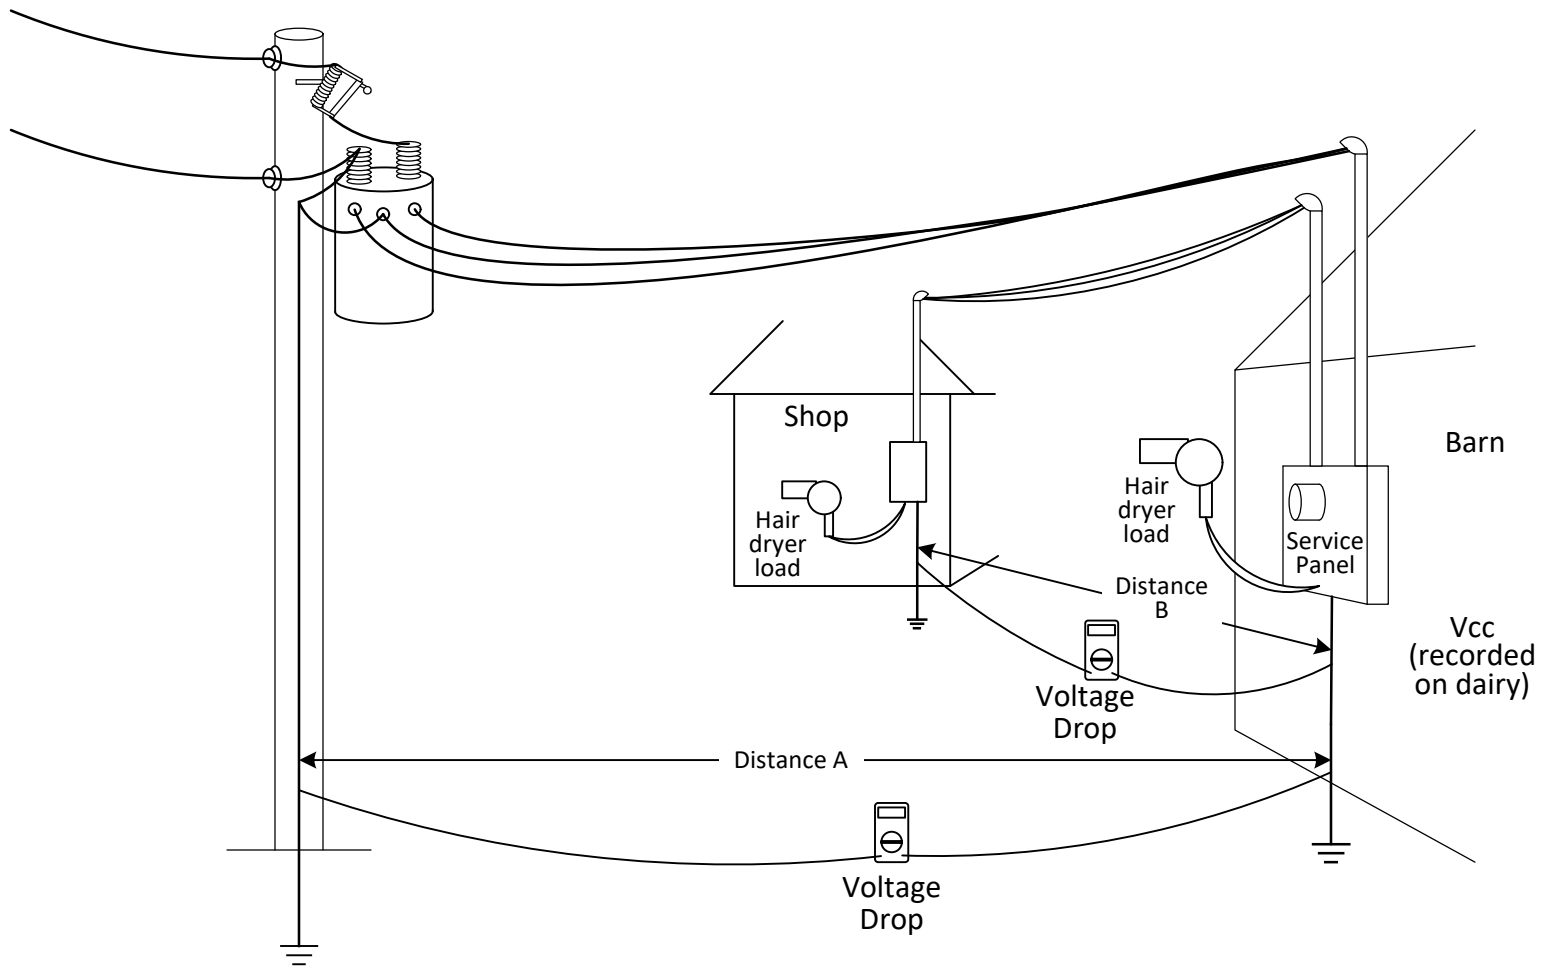 Shop
Hair
dryer
load
Hair
dryer
load
Barn
Service
Panel
Distance
B
Vcc
(recorded
on dairy)
Voltage
Drop
Distance A
Voltage
Drop